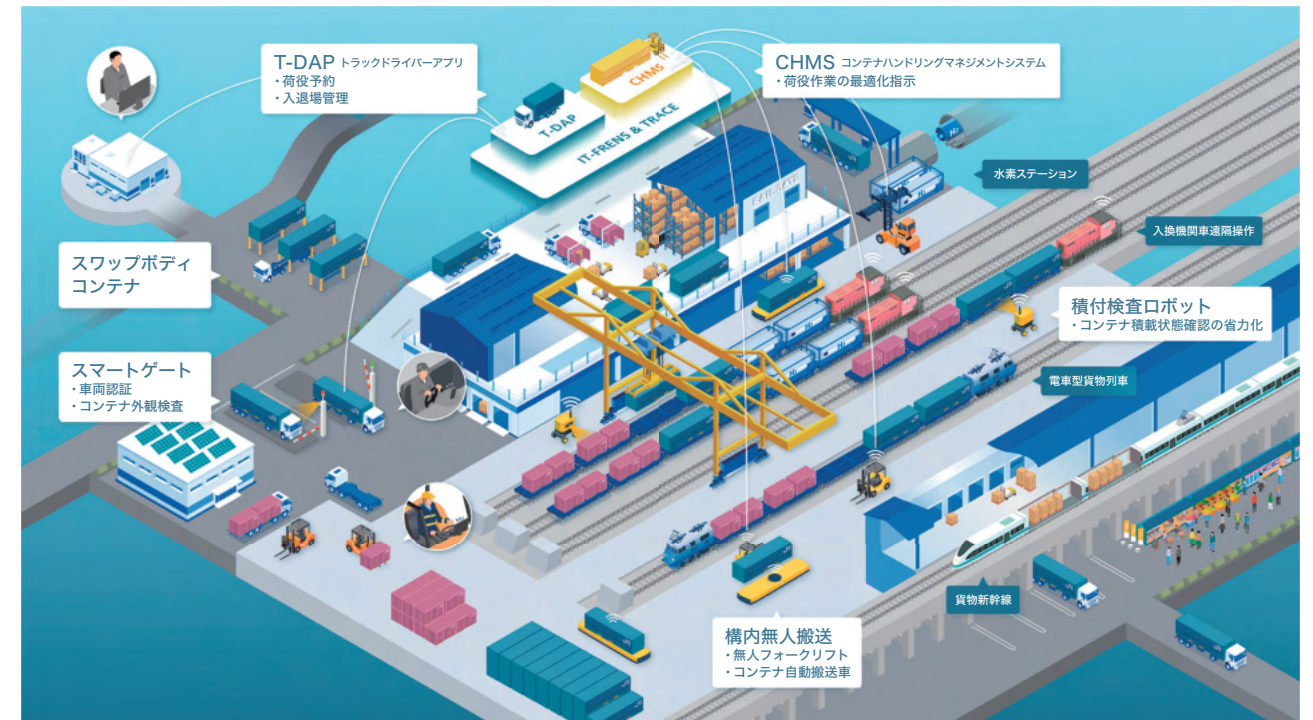 T-DAP トラックドライバーアプリ
・荷役予約
・入退場管理
CHMS コンテナハンドリングマネジメントシステム
・荷役作業の最適化指示
CHMS
T-DAP
IT-FRENS & TRACE
H2
H2
水素ステーション
入換機関車遠隔操作
スワップボディ
コンテナ
積付検査ロボット
・コンテナ積載状態確認の省力化
スマートゲート
・車両認証
・コンテナ外観検査
電車型貨物列車
貨物新幹線
構内無人搬送
・無人フォークリフト
・コンテナ自動搬送車